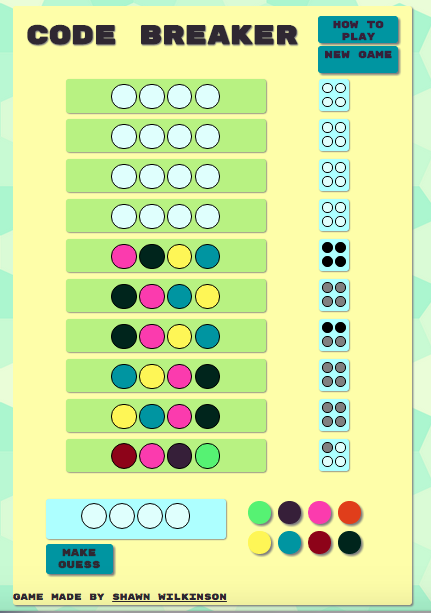 CODE BREAKER
HOW TO
PLAY
NEW GAME
MAKE
GUESS
GAME MADE BY SHAWN WILKINSON